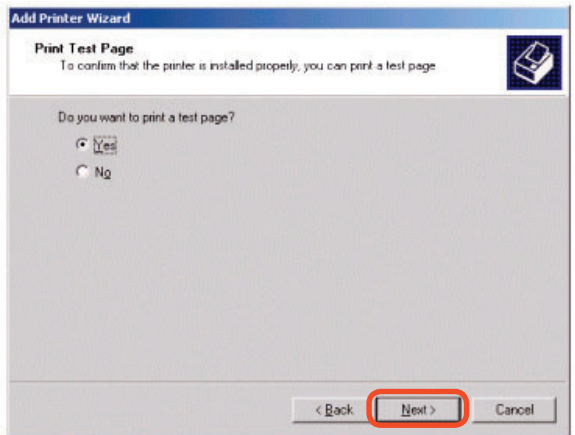 Add Printer Wizard
Print Test Page
To confirm that the printer is installed properly, you can print a test page
Do you want to print a test page?
Yes
No
< Back
Next >
Cancel